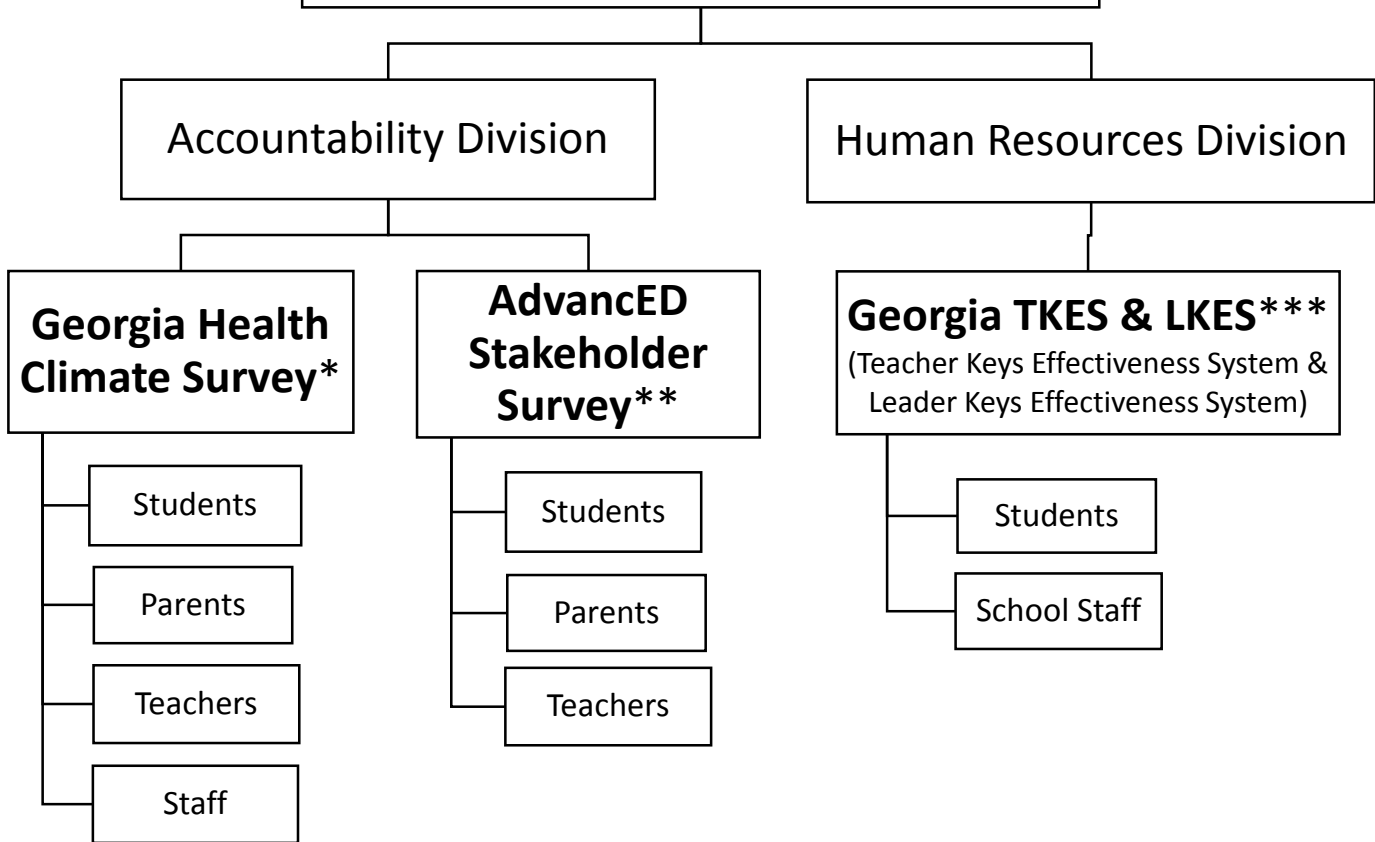 Accountability Division
Human Resources Division
Georgia Health
Climate Survey*
Students
Parents
Teachers
Staff
AdvancED
Stakeholder
Survey**
Students
Parents
Teachers
Georgia TKES & LKES***
(Teacher Keys Effectiveness System &
Leader Keys Effectiveness System)
Students
School Staff